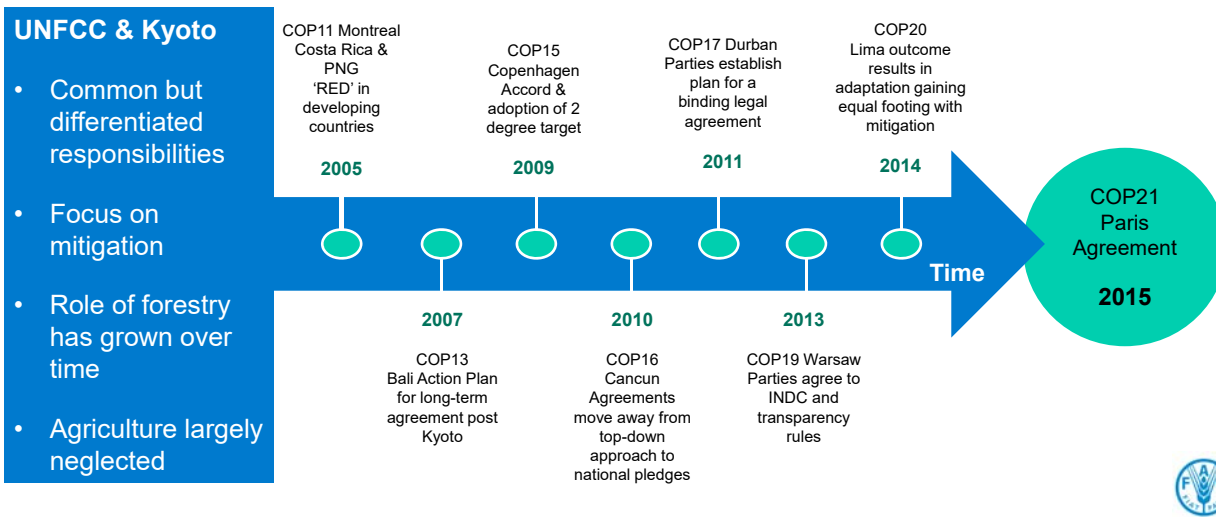 UNFCC & Kyoto
• Common but
differentiated
responsibilities
• Focus on
mitigation
• Role of forestry
has grown over
time
• Agriculture largely
neglected
COP11 Montreal
Costa Rica &
PNG
‘RED’ in
developing
countries
2005
2007
COP13
Bali Action Plan
for long-term
agreement post
Kyoto
COP15
Copenhagen
Accord &
adoption of 2
degree target
2009
2010
COP16
Cancun
Agreements
move away from
top-down
approach to
national pledges
COP17 Durban
Parties establish
plan for a
binding legal
agreement
2011
2013
COP19 Warsaw
Parties agree to
INDC and
transparency
rules
COP20
Lima outcome
results in
adaptation gaining
equal footing with
mitigation
2014
Time
COP21
Paris
Agreement
2015
F A
FIAT PA